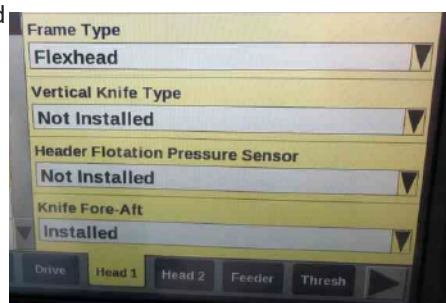 d
Frame Type
Flexhead
Vertical Knife Type
Not Installed
Header Flotation Pressure Sensor
Not Installed
Knife Fore-Aft
Installed
Drive Head 1 Head 2 Feeder Thresh